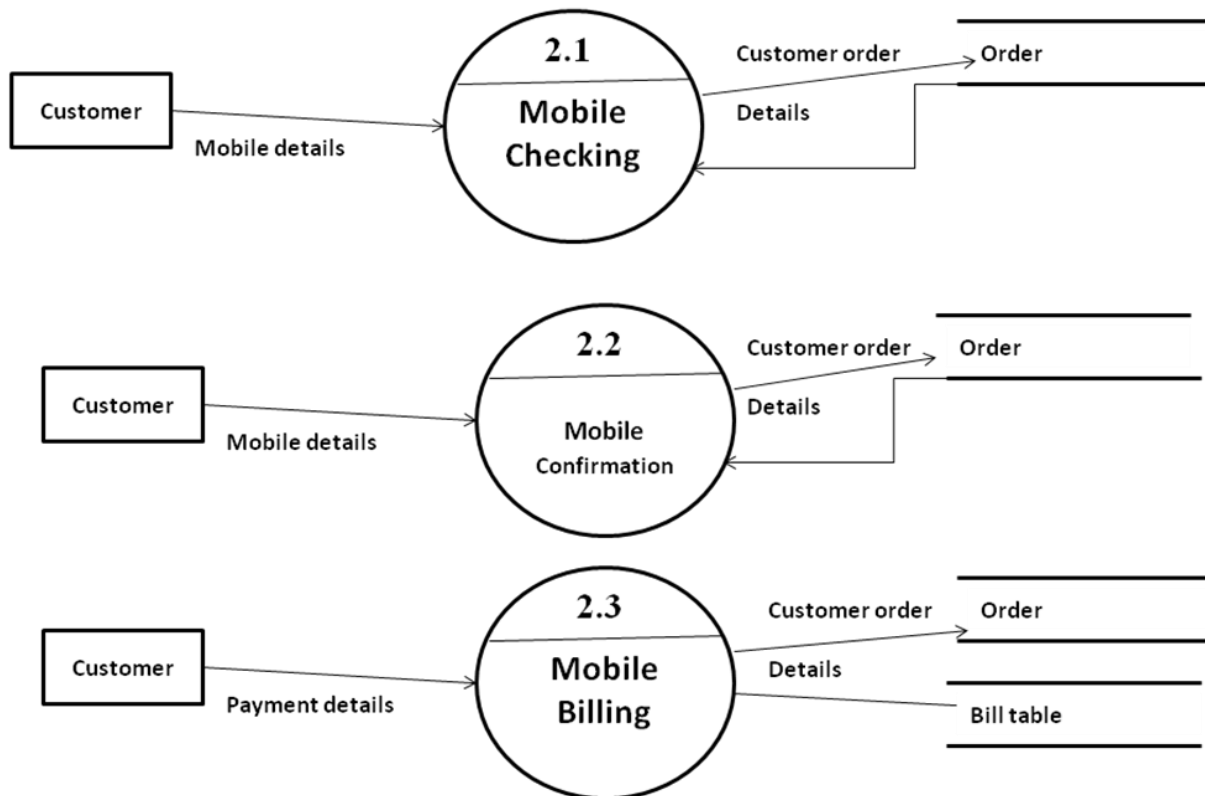 2.1
Customer order
Order
Customer
Mobile
Details
Checking
Mobile details
2.2
Customer order
Order
Customer
Details
Mobile
Mobile details
Confirmation
2.3
Customer order
Order
Customer
Mobile
Details
Payment details
Billing
Bill table